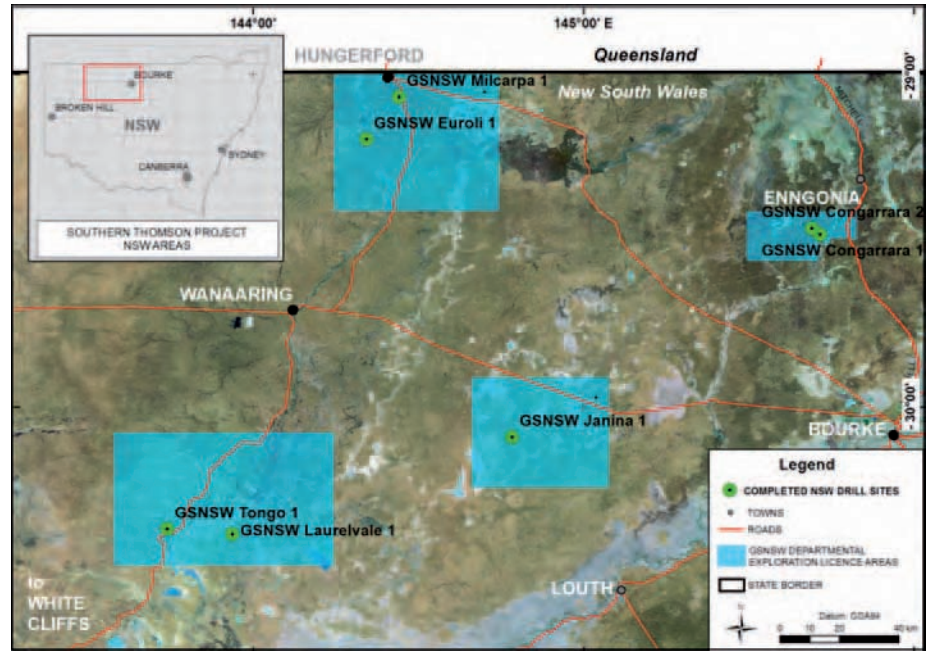 144°00'
145°00' E
HUNGERFORD
Queensland
- 29°00'
GSNSW Milcarpa 1
New South Wales
MITCHELL
GSNSW Euroli 1
BOURKE
BROKEN HILL
NSW
SYDNEY
CANBERRA
SOUTHERN THOMSON PROJECT
NSW AREAS
ENNGONIA
GSNSW Congarrara 2
GSNSW Congarrara 1
WANAARING
- 30°00'
GSNSW Janina 1
BOURKE
GSNSW Tongo 1
GSNSW Laurelvale 1
to
WHITE
CLIFFS
LOUTH
Legend
COMPLETED NSW DRILL SITES
TOWNS
ROADS
GSNSW DEPARTMENTAL
EXPLORATION LICENCE AREAS
STATE BORDER
N
Datum: GDA94
0 10 20 40 km